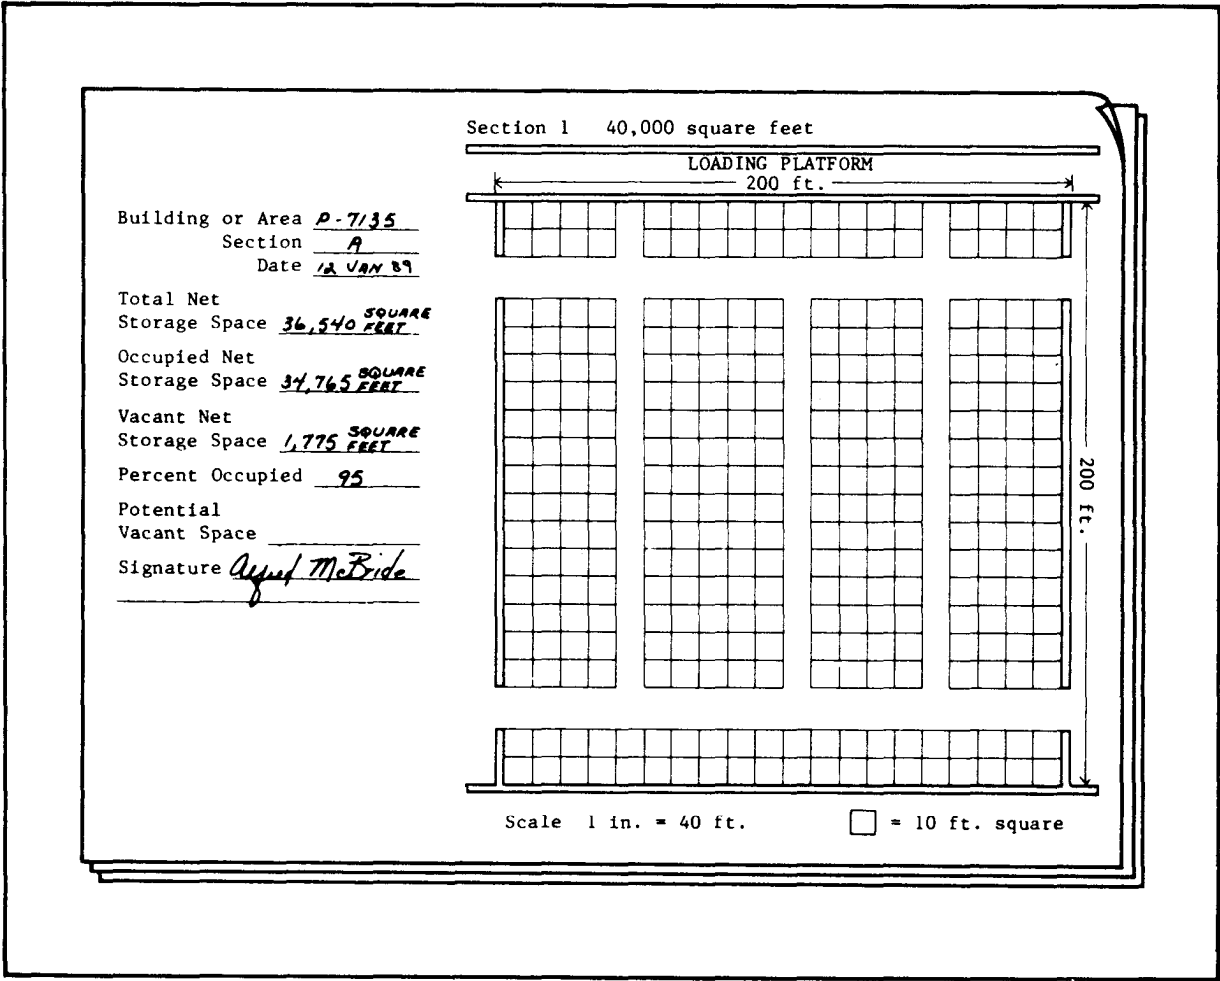 Section 1 40,000 square feet
LOADING PLATFORM
200 ft.
Building or Area P-7135
Section A
Date 12 JAN 89
Total Net
Storage Space 36,540 SQUARE FEET
Occupied Net
Storage Space 34,765 SQUARE FEET
Vacant Net
Storage Space 1,775 SQUARE FEET
Percent Occupied 95
Potential
Vacant Space
Signature Alfred McBride
200 ft.
Scale 1 in. = 40 ft.
= 10 ft. square